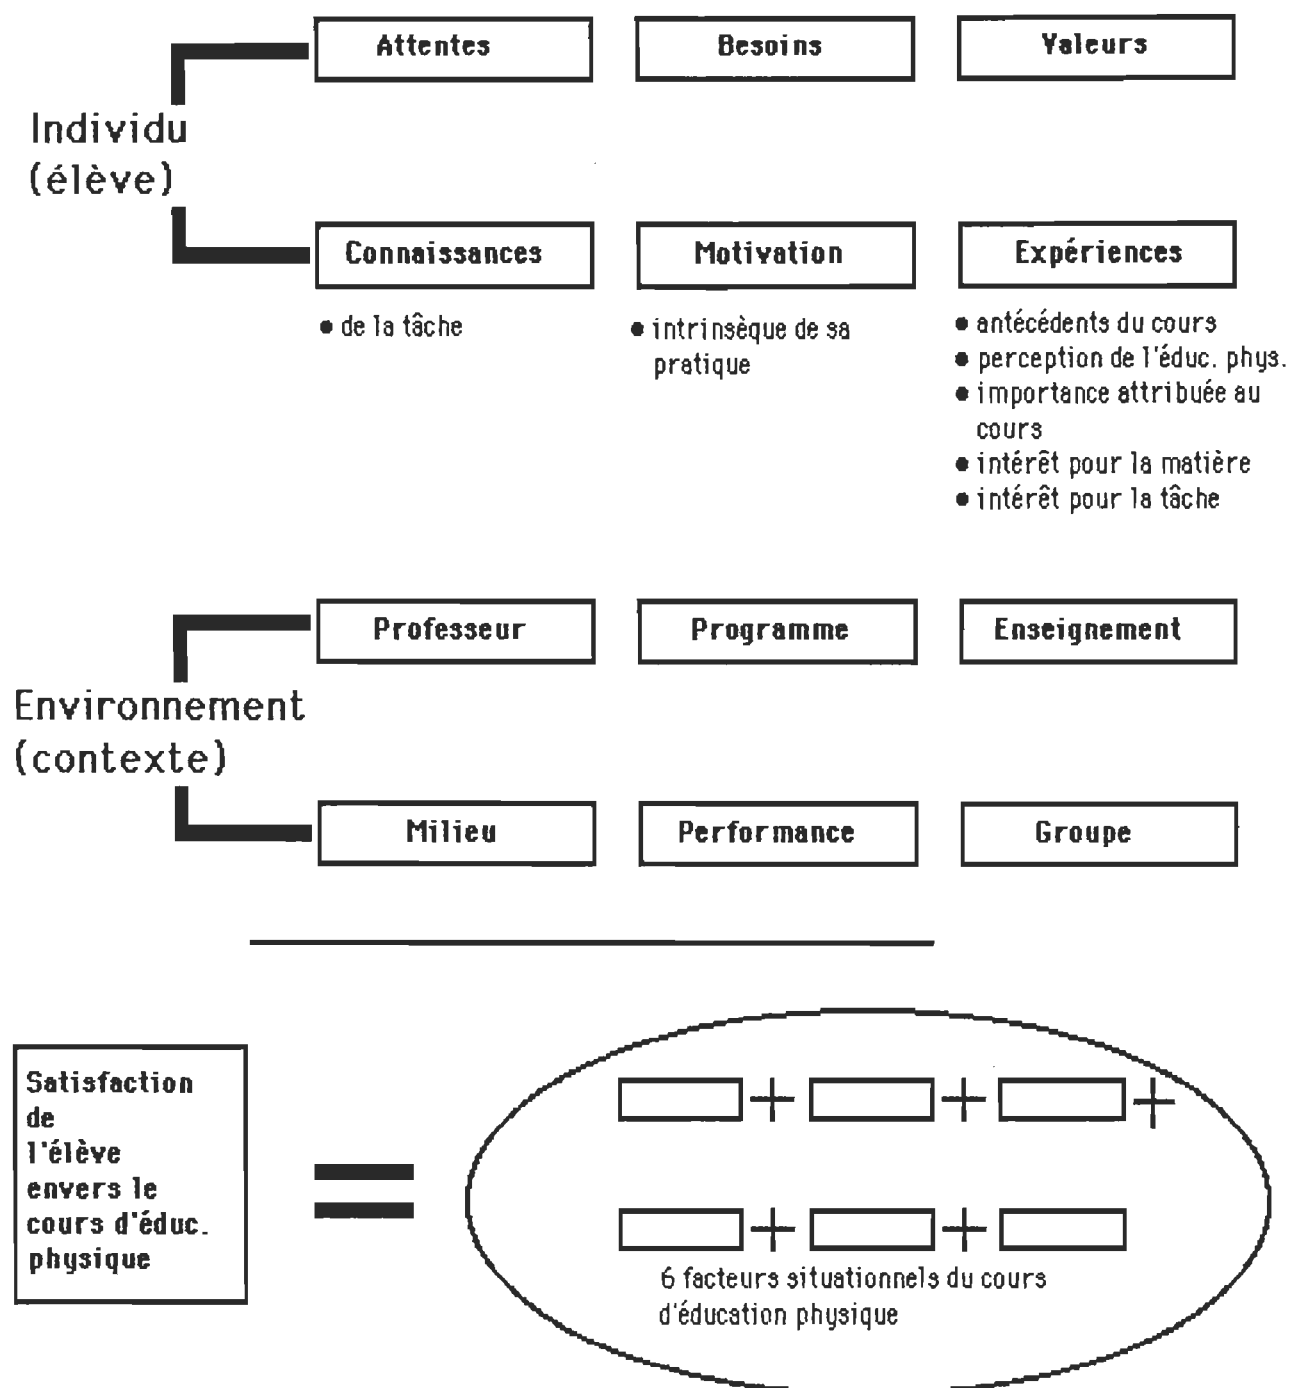 Attentes
Besoins
Valeurs
Individu
(élève)
Connaissances
Motivation
Expériences
• de la tâche
• intrinsèque de sa
pratique
• antécédents du cours
• perception de l'éduc. phys.
• importance attribuée au
cours
• intérêt pour la matière
• intérêt pour la tâche
Professeur
Programme
Enseignement
Environnement
(contexte)
Milieu
Performance
Groupe
Satisfaction
de
l'élève
envers le
cours d'éduc.
physique
=
+ + +
+ +
6 facteurs situationnels du cours
d'éducation physique